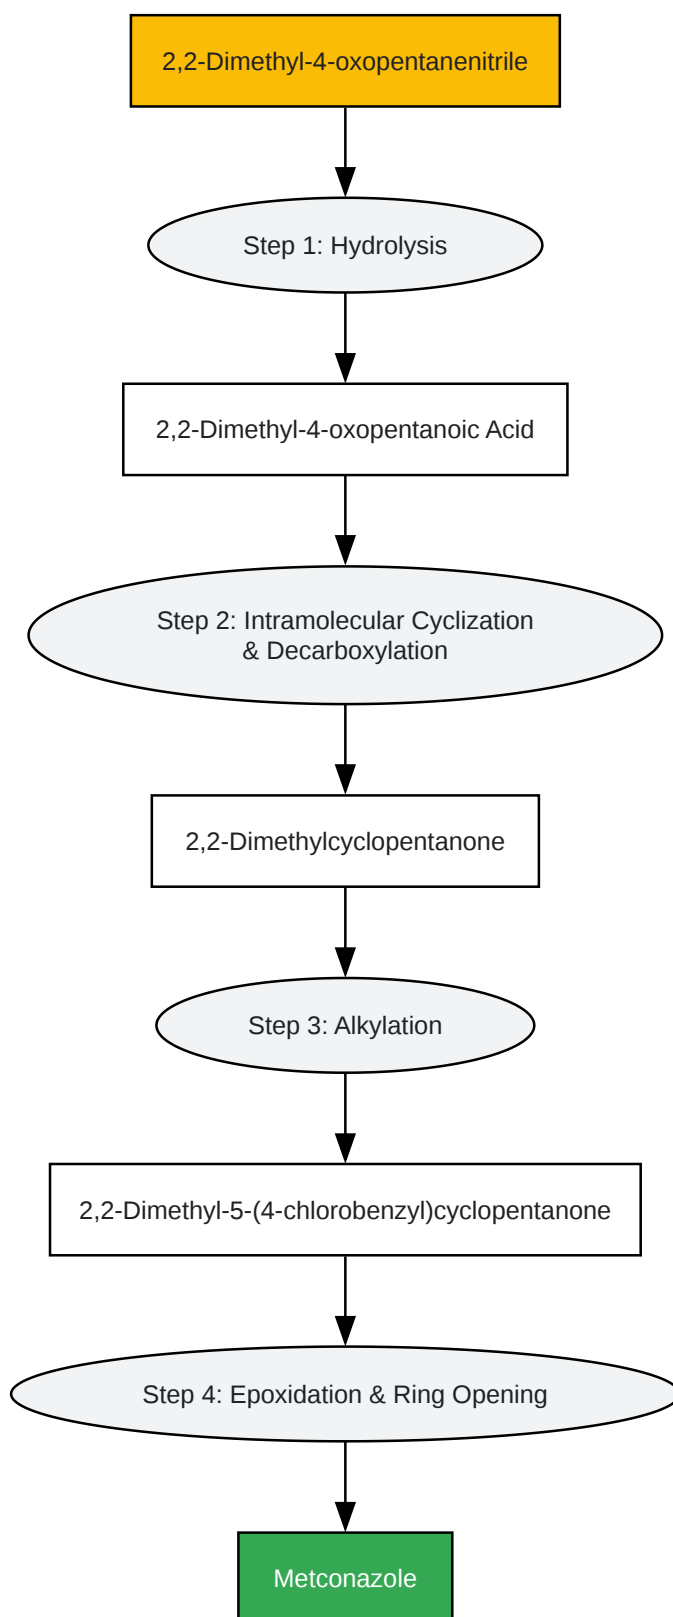 2,2-Dimethyl-4-oxopentanenitrile
Step 1: Hydrolysis
2,2-Dimethyl-4-oxopentanoic Acid
Step 2: Intramolecular Cyclization
& Decarboxylation
2,2-Dimethylcyclopentanone
Step 3: Alkylation
2,2-Dimethyl-5-(4-chlorobenzyl)cyclopentanone
Step 4: Epoxidation & Ring Opening
Metconazole